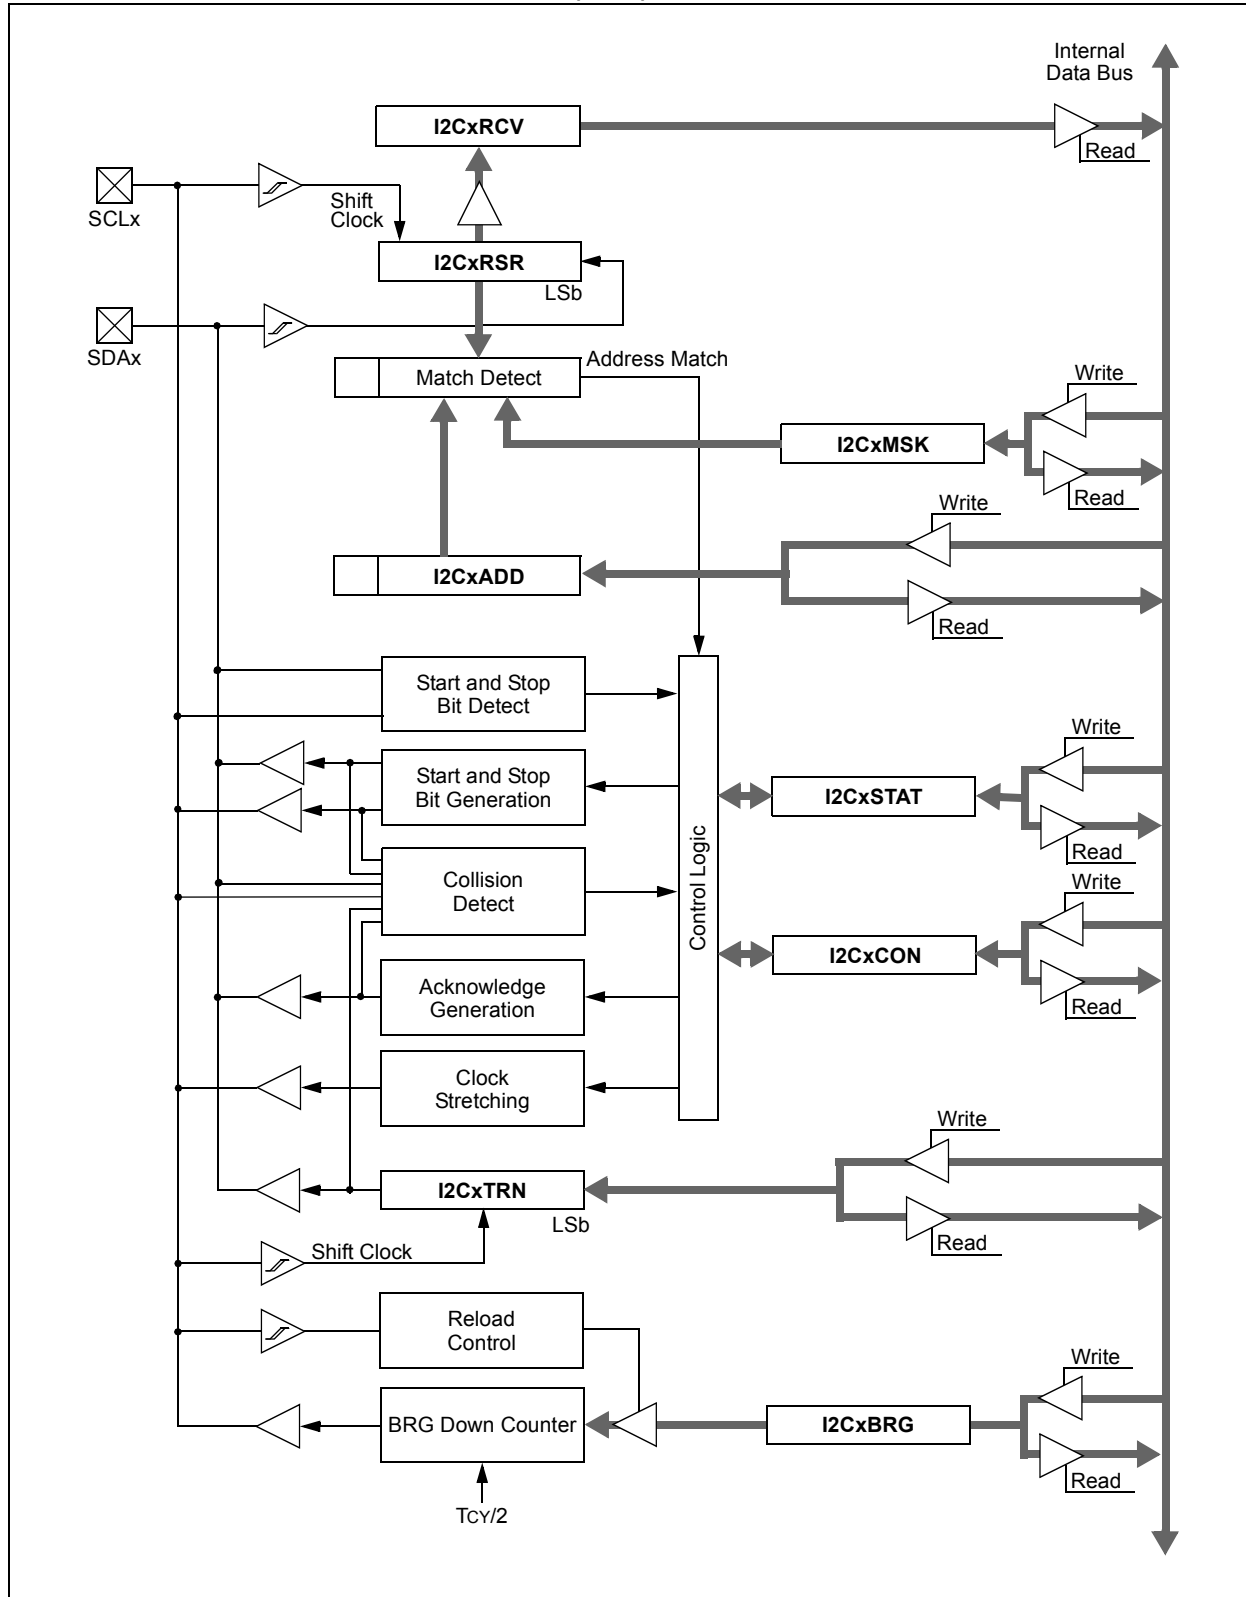 Internal
Data Bus
I2CxRCV
Read
SCLx
Shift
Clock
I2CxRSR
LSb
SDAx
Address Match
Match Detect
Write
I2CxMSK
Read
Write
I2CxADD
Read
Start and Stop
Bit Detect
Write
Start and Stop
Bit Generation
I2CxSTAT
Control Logic
Read
Collision
Detect
Write
I2CxCON
Acknowledge
Generation
Read
Clock
Stretching
Write
I2CxTRN
LSb
Read
Shift Clock
Reload
Control
Write
BRG Down Counter
I2CxBRG
Read
TCY/2